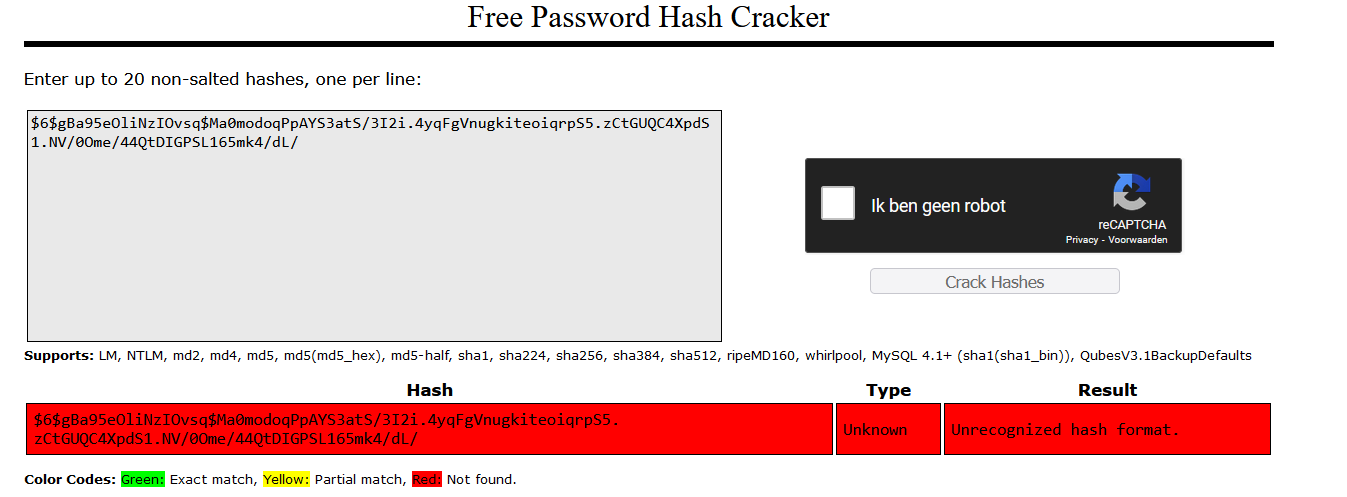 Free Password Hash Cracker
Enter up to 20 non-salted hashes, one per line:
$6$gBa95eOliNzIOvsq$Ma0modoqPpAYS3atS/3I2i.4yqFgVnugkiteoiqrpS5.zCtGUQC4XpdS
1.NV/0Ome/44QtDIGPSL165mk4/dL/
Ik ben geen robot
reCAPTCHA
Privacy - Voorwaarden
Crack Hashes
Supports: LM, NTLM, md2, md4, md5, md5(md5_hex), md5-half, sha1, sha224, sha256, sha384, sha512, ripeMD160, whirlpool, MySQL 4.1+ (sha1(sha1_bin)), QubesV3.1BackupDefaults
Hash Type Result
$6$gBa95eOliNzIOvsq$Ma0modoqPpAYS3atS/3I2i.4yqFgVnugkiteoiqrpS5.
zCtGUQC4XpdS1.NV/0Ome/44QtDIGPSL165mk4/dL/
Unknown
Unrecognized hash format.
Color Codes: Green: Exact match, Yellow: Partial match, Red: Not found.